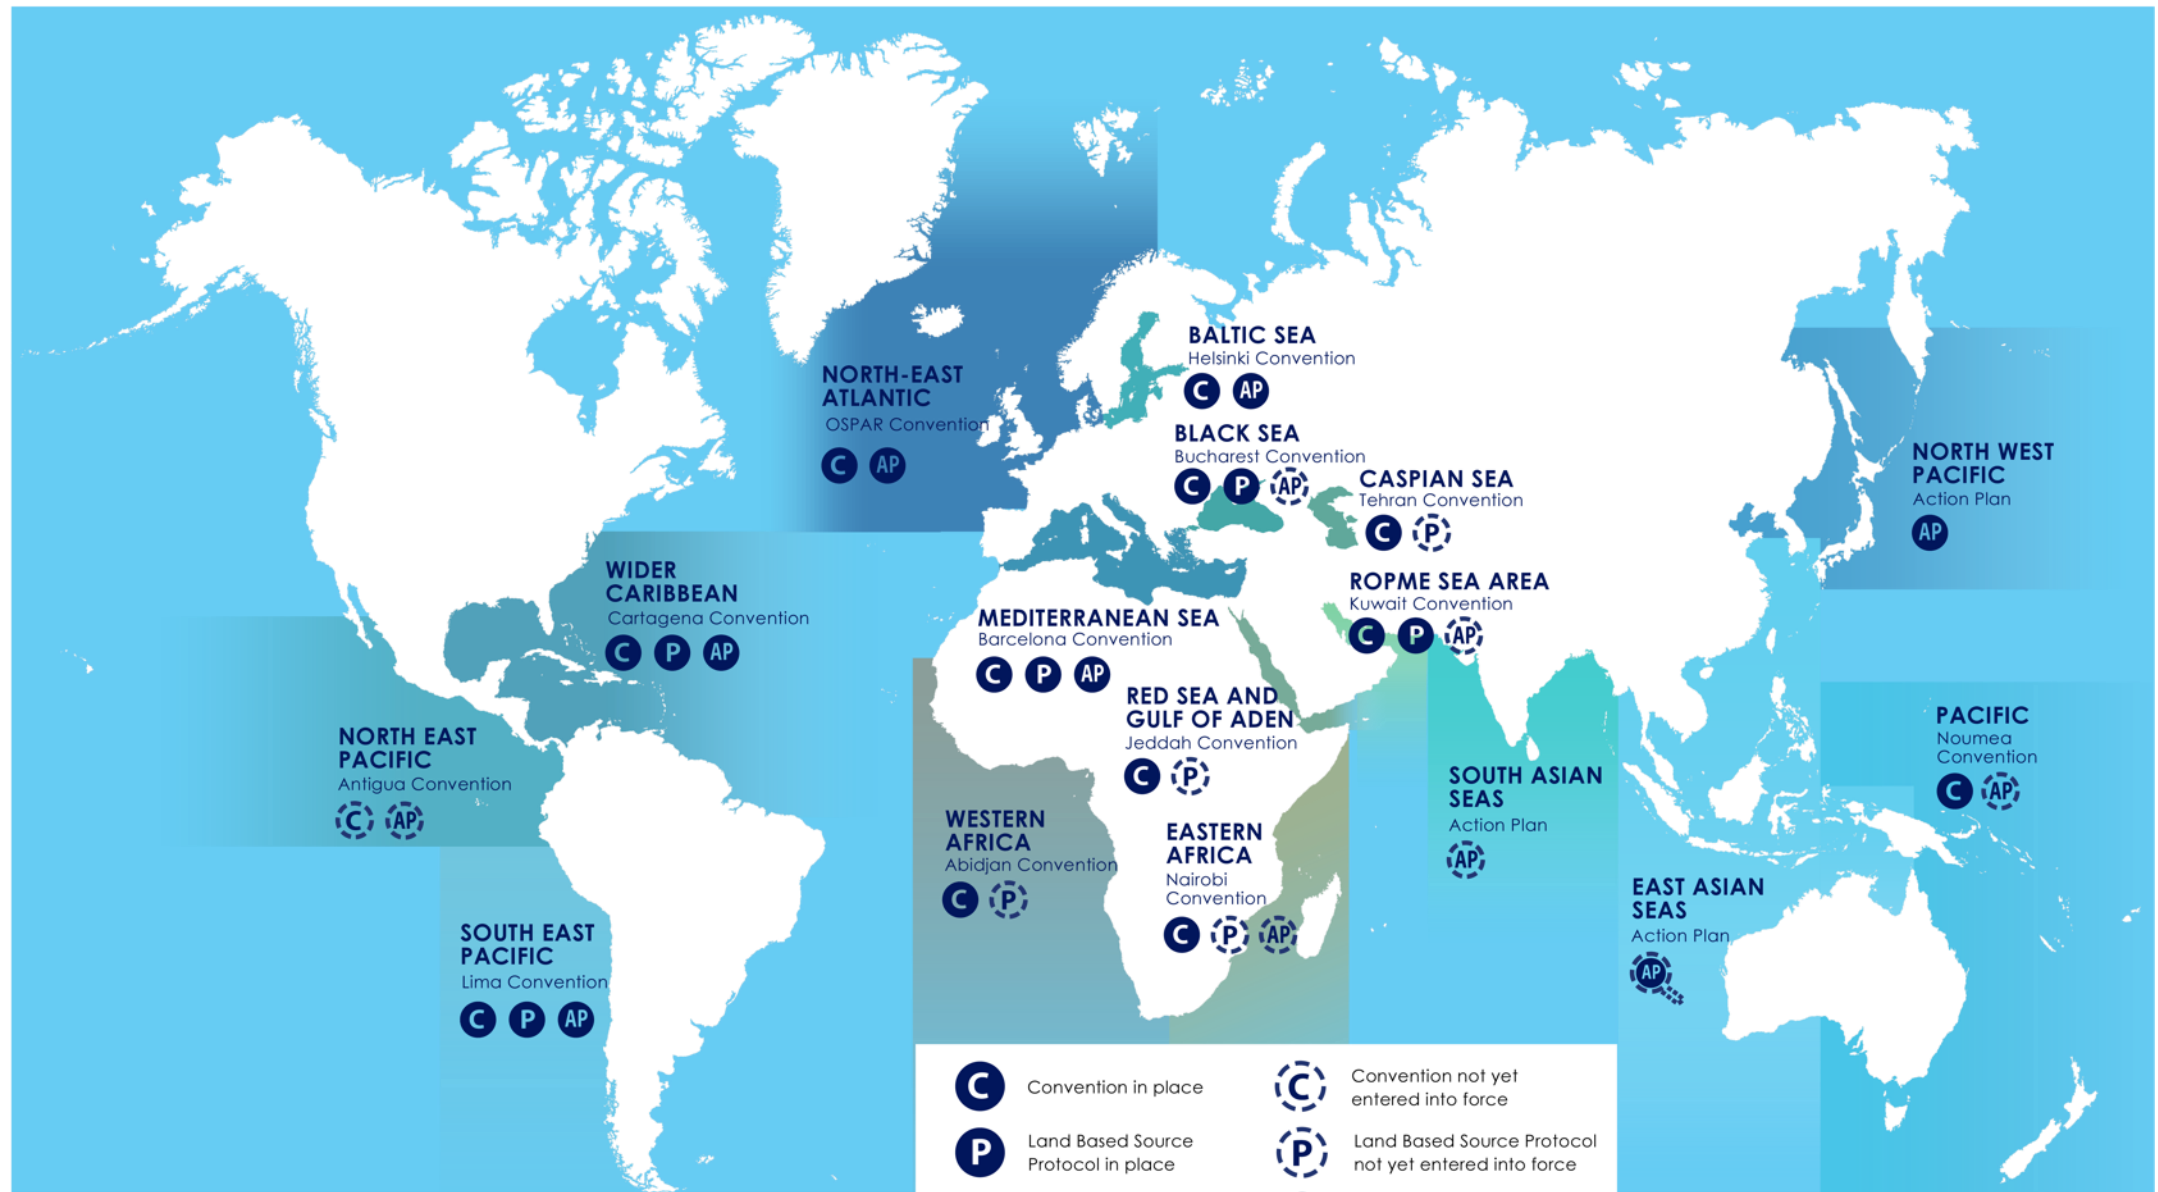 BALTIC SEA
Helsinki Convention
C AP
NORTH-EAST
ATLANTIC
OSPAR Convention
C AP
BLACK SEA
Bucharest Convention
C P AP
CASPIAN SEA
Tehran Convention
C P
NORTH WEST
PACIFIC
Action Plan
AP
WIDER
CARIBBEAN
Cartagena Convention
C P AP
MEDITERRANEAN SEA
Barcelona Convention
C P AP
ROPME SEA AREA
Kuwait Convention
C P AP
RED SEA AND
GULF OF ADEN
Jeddah Convention
C P
NORTH EAST
PACIFIC
Antigua Convention
C AP
PACIFIC
Noumea
Convention
C AP
SOUTH ASIAN
SEAS
Action Plan
AP
WESTERN
AFRICA
Abidjan Convention
C P
EASTERN
AFRICA
Nairobi
Convention
C P AP
EAST ASIAN
SEAS
Action Plan
AP
SOUTH EAST
PACIFIC
Lima Convention
C P AP
C Convention in place
C Convention not yet
entered into force
P Land Based Source
Protocol in place
P Land Based Source Protocol
not yet entered into force